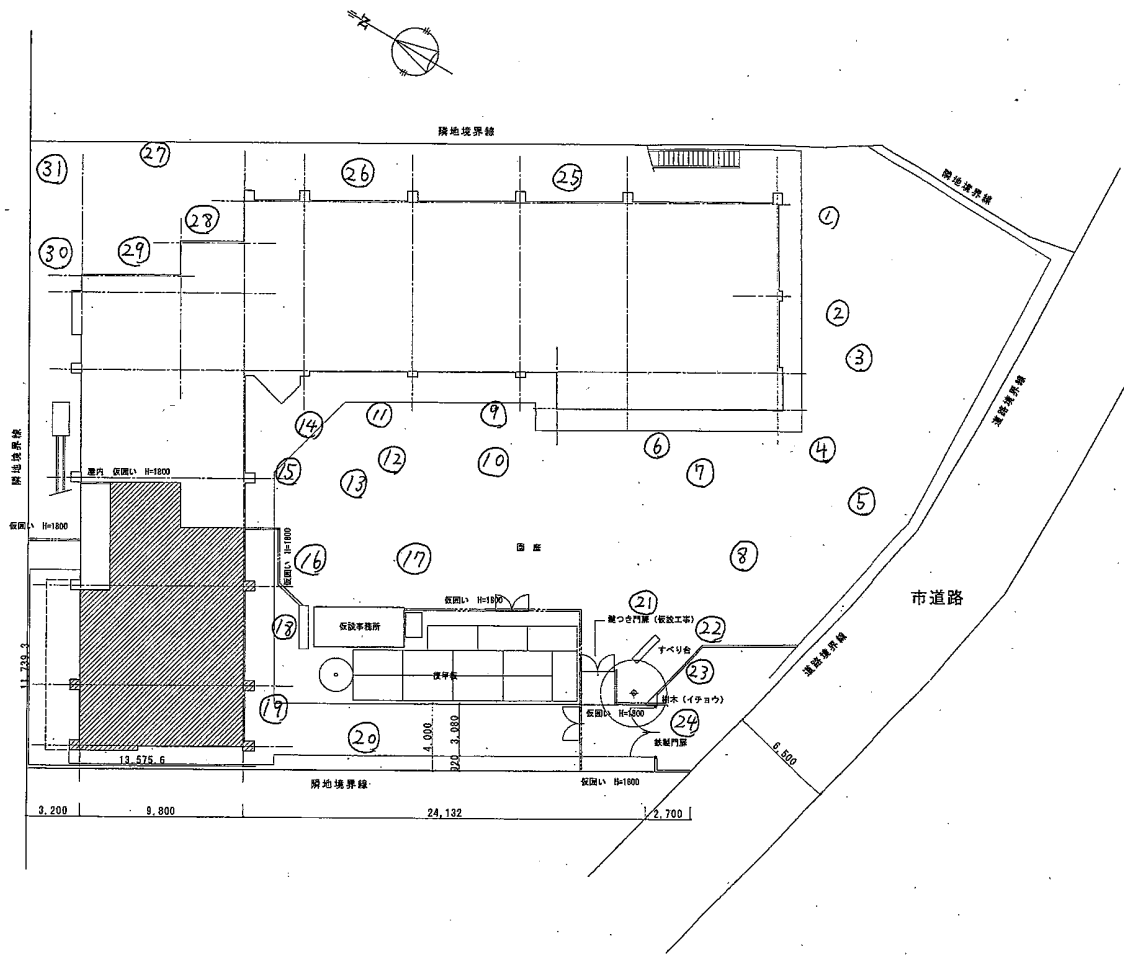 N
隣地境界線
31
27
26
25
隣地境界線
1
28
30
29
2
3
道路境界線
14
11
9
6
4
12
10
7
隣地境界線
屋内 仮囲い H=1800
15
13
5
仮囲い H=1800
仮囲い H=1800
16
17
園庭
8
市道路
仮囲い H=1800
21
18
仮設事務所
鍵つき門扉(仮設工事)
22
すべり台
道路境界線
23
11,739.3
樹木(イチョウ)
19
仮囲い H=1800
24
20
4,000
3,080
920
鉄製門扉
6,500
13,575.6
隣地境界線
仮囲い H=1800
3,200
9,800
24,132
2,700